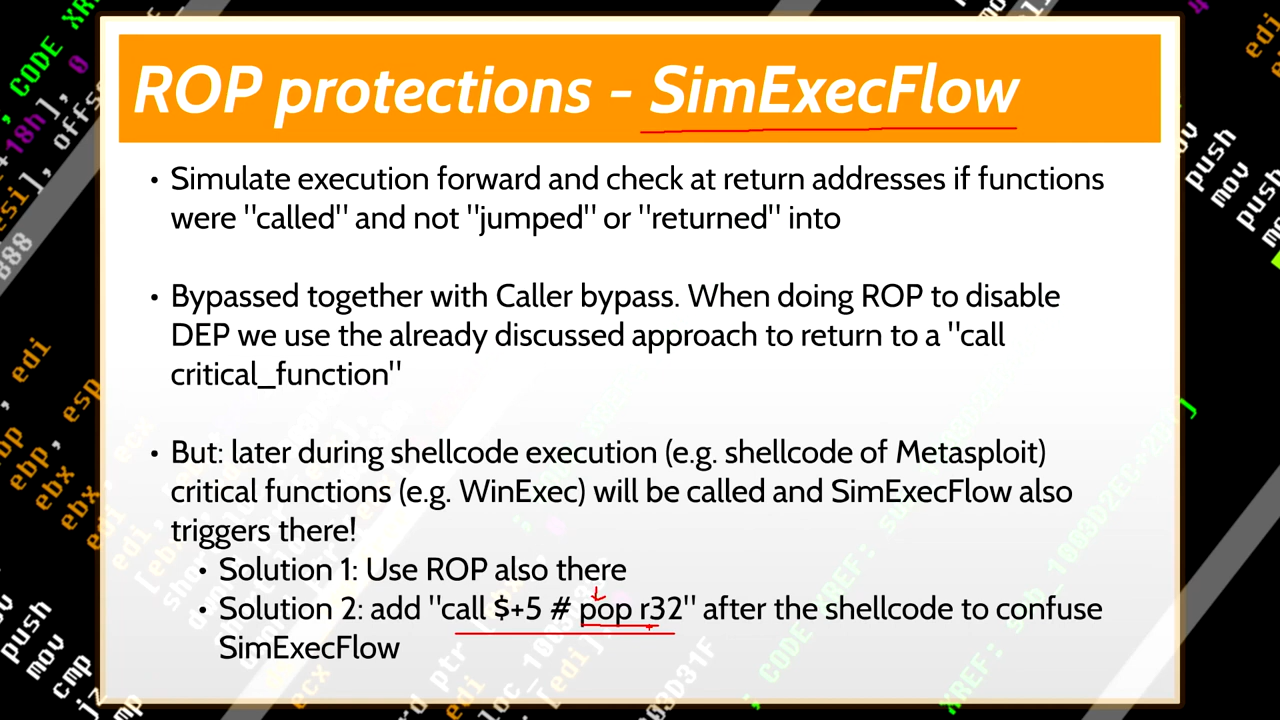 ROP protections - SimExecFlow
• Simulate execution forward and check at return addresses if functions
were "called" and not "jumped" or "returned" into
• Bypassed together with Caller bypass. When doing ROP to disable
DEP we use the already discussed approach to return to a "call
critical_function"
• But: later during shellcode execution (e.g. shellcode of Metasploit)
critical functions (e.g. WinExec) will be called and SimExecFlow also
triggers there!
• Solution 1: Use ROP also there
• Solution 2: add "call $+5 # pop r32" after the shellcode to confuse
SimExecFlow